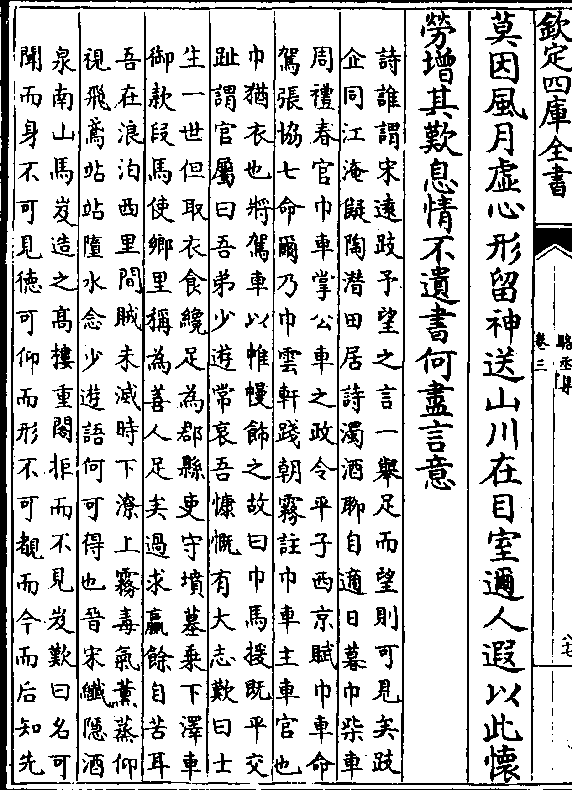 欽定四庫全書
駱丞集
卷三
莫因風月虛心形留神送山川在目室邇人遐以此懷
勞增其歎息情不遺書何盡言意
詩誰謂宋遠跂予望之言一舉足而望則可見矣跂
企同江淹擬陶潛田居詩濁酒聊自適日暮巾柴車
周禮春官巾車掌公車之政令平子西京賦巾車命
駕張協七命爾乃巾雲軒踐朝霧註巾車主車官也
巾猶衣也將駕車以帷幔飾之故曰巾馬援既平交
趾謂官屬曰吾弟少遊常哀吾慷慨有大志歎曰士
生一世但取衣食纔足為郡縣吏守墳墓乗下澤車
御款段馬使鄉里稱為善人足矣過求贏餘自苦耳
吾在浪泊西里間賊未滅時下潦上霧毒氣薰蒸仰
視飛鳶跕跕墮水念少遊語何可得也晉宋纖隱酒
泉南山馬岌造之高樓重閣拒而不見岌歎曰名可
聞而身不可見德可仰而形不可覩而今而后知先